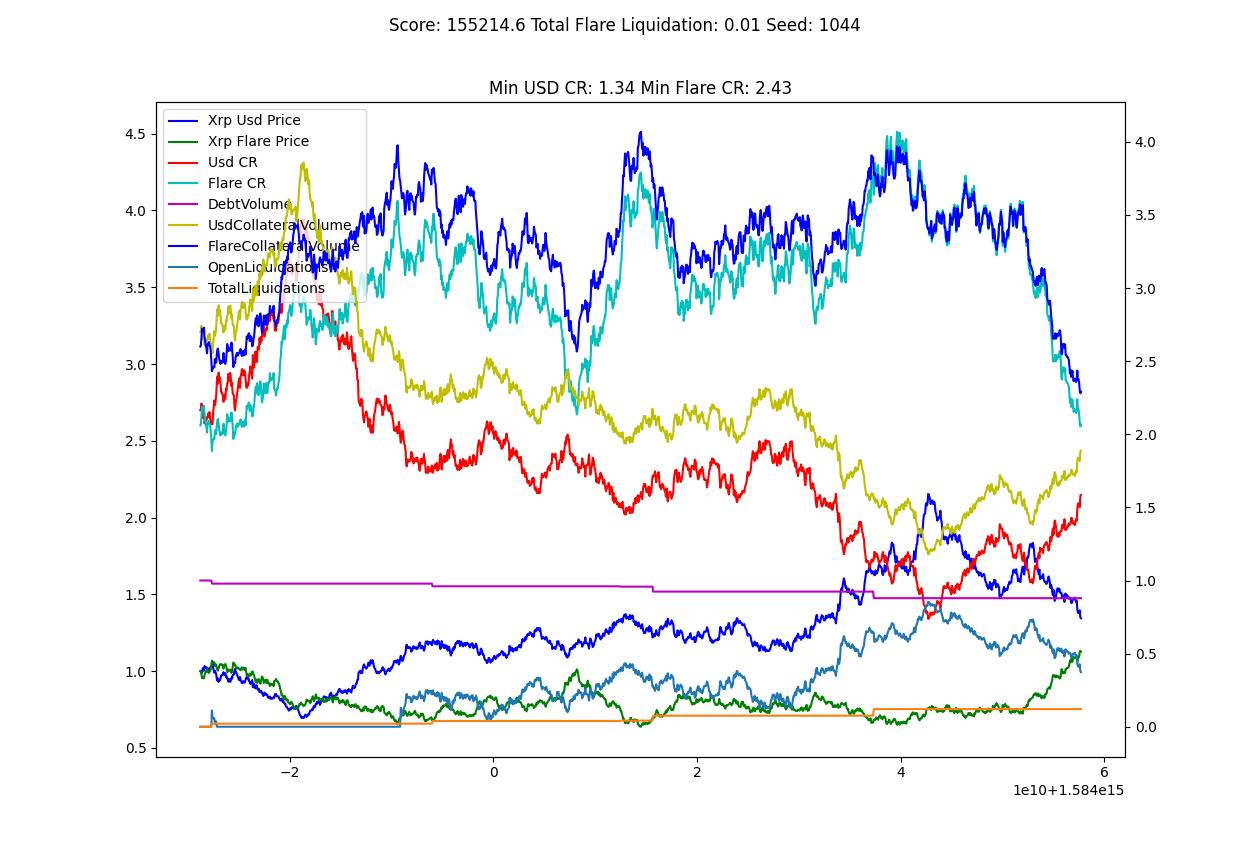 Score: 155214.6 Total Flare Liquidation: 0.01 Seed: 1044
Min USD CR: 1.34 Min Flare CR: 2.43
Xrp Usd Price
Xrp Flare Price
Usd CR
Flare CR
DebtVolume
UsdCollateralVolume
FlareCollateralVolume
OpenLiquidations
TotalLiquidations
4.5
4.0
3.5
3.0
2.5
2.0
1.5
1.0
0.5
4.0
3.5
3.0
2.5
2.0
1.5
1.0
0.5
0.0
−2
0
2
4
6
1e10+1.584e15